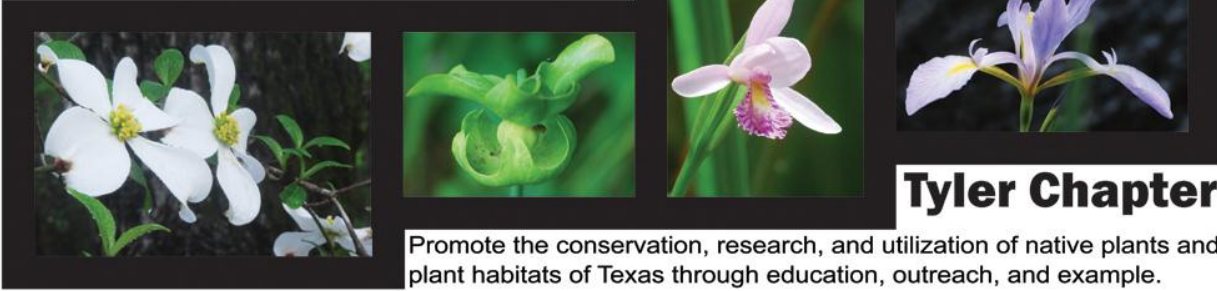 Tyler Chapter
Promote the conservation, research, and utilization of native plants and
plant habitats of Texas through education, outreach, and example.